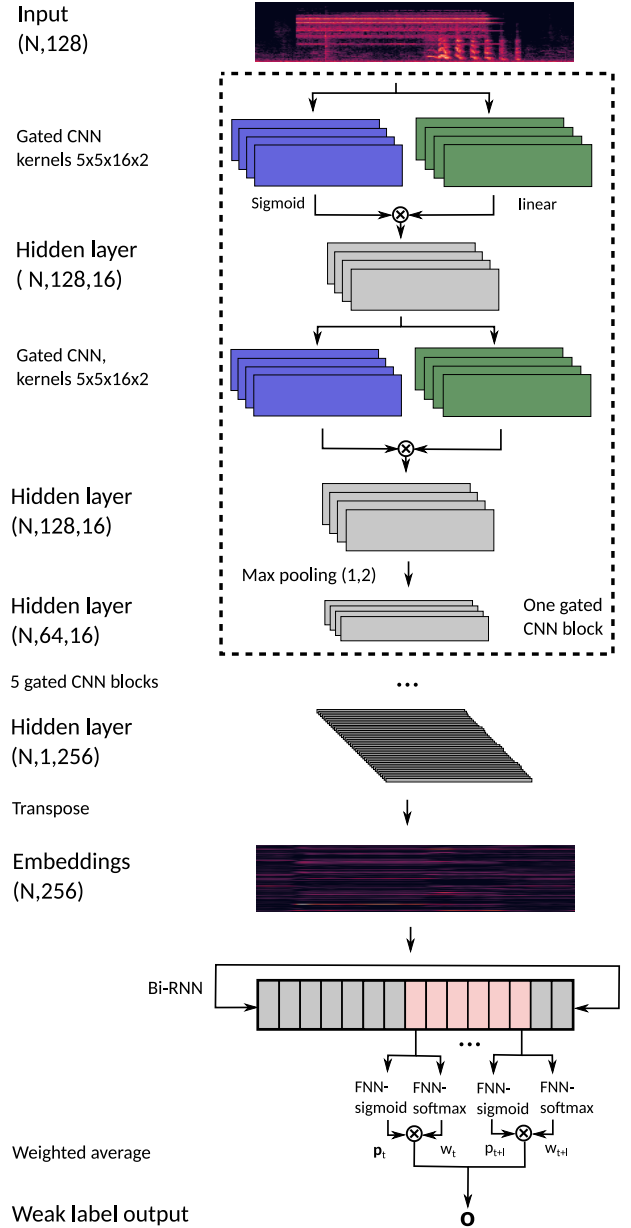 Input
(N,128)
Gated CNN
kernels 5x5x16x2
Sigmoid
linear
Hidden layer
( N,128,16)
Gated CNN,
kernels 5x5x16x2
Hidden layer
(N,128,16)
Max pooling (1,2)
Hidden layer
(N,64,16)
One gated
CNN block
5 gated CNN blocks
...
Hidden layer
(N,1,256)
Transpose
Embeddings
(N,256)
Bi-RNN
...
FNN-
sigmoid
FNN-
softmax
FNN-
sigmoid
FNN-
softmax
p_t
w_t
p_t+l
w_t+l
Weighted average
Weak label output
o